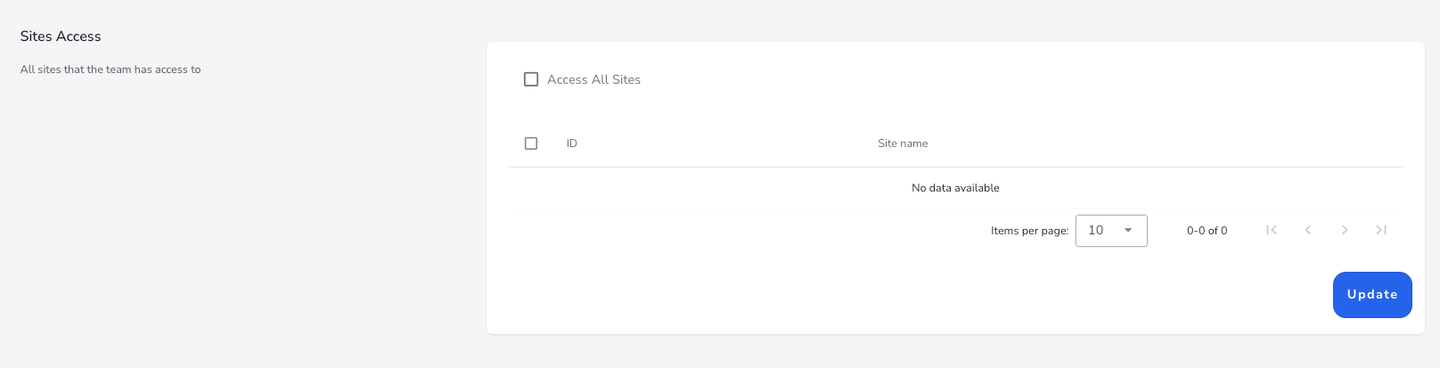 Sites Access
All sites that the team has access to
Access All Sites
ID Site name
No data available
Items per page: 10 0-0 of 0
Update